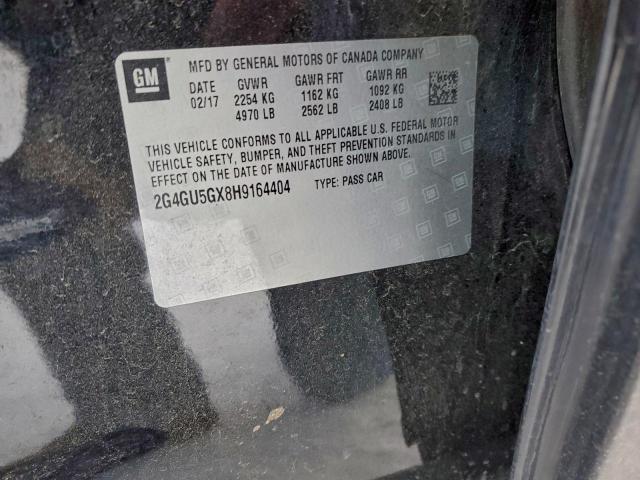 GM
MFD BY GENERAL MOTORS OF CANADA COMPANY
DATE GVWR GAWR FRT GAWR RR
02/17 2254 KG 1162 KG 1092 KG
4970 LB 2562 LB 2408 LB
THIS VEHICLE CONFORMS TO ALL APPLICABLE U.S. FEDERAL MOTOR
VEHICLE SAFETY, BUMPER, AND THEFT PREVENTION STANDARDS IN
EFFECT ON THE DATE OF MANUFACTURE SHOWN ABOVE.
2G4GU5GX8H9164404 TYPE: PASS CAR